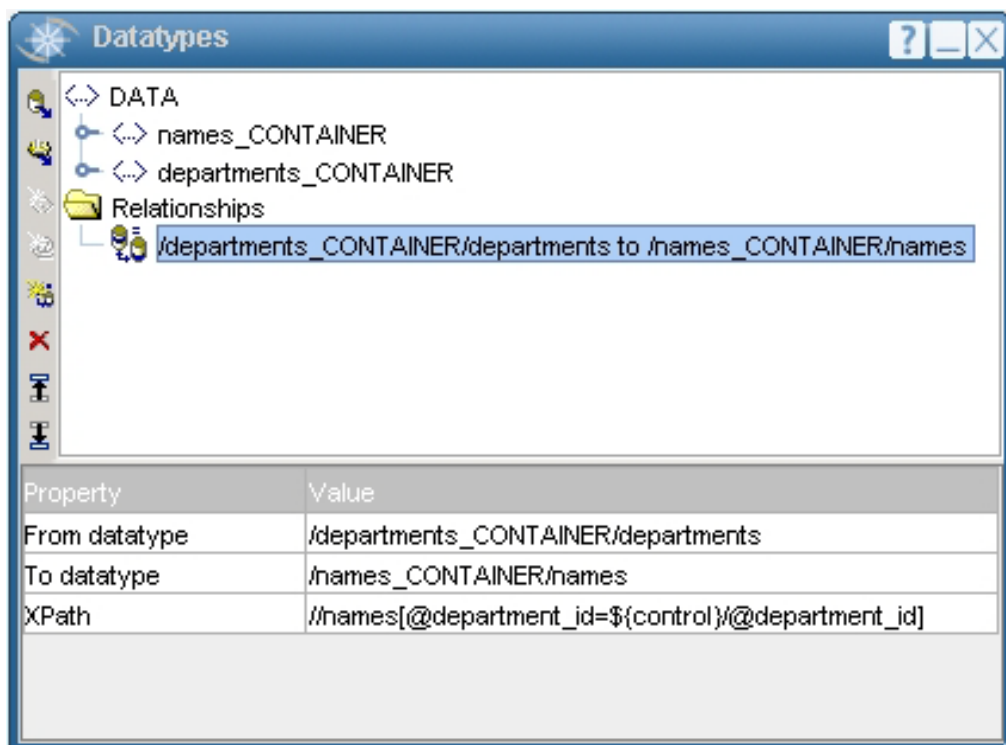 Datatypes
DATA
names_CONTAINER
departments_CONTAINER
Relationships
/departments_CONTAINER/departments to /names_CONTAINER/names
Property Value
From datatype /departments_CONTAINER/departments
To datatype /names_CONTAINER/names
XPath //names[@department_id=${control}/@department_id]